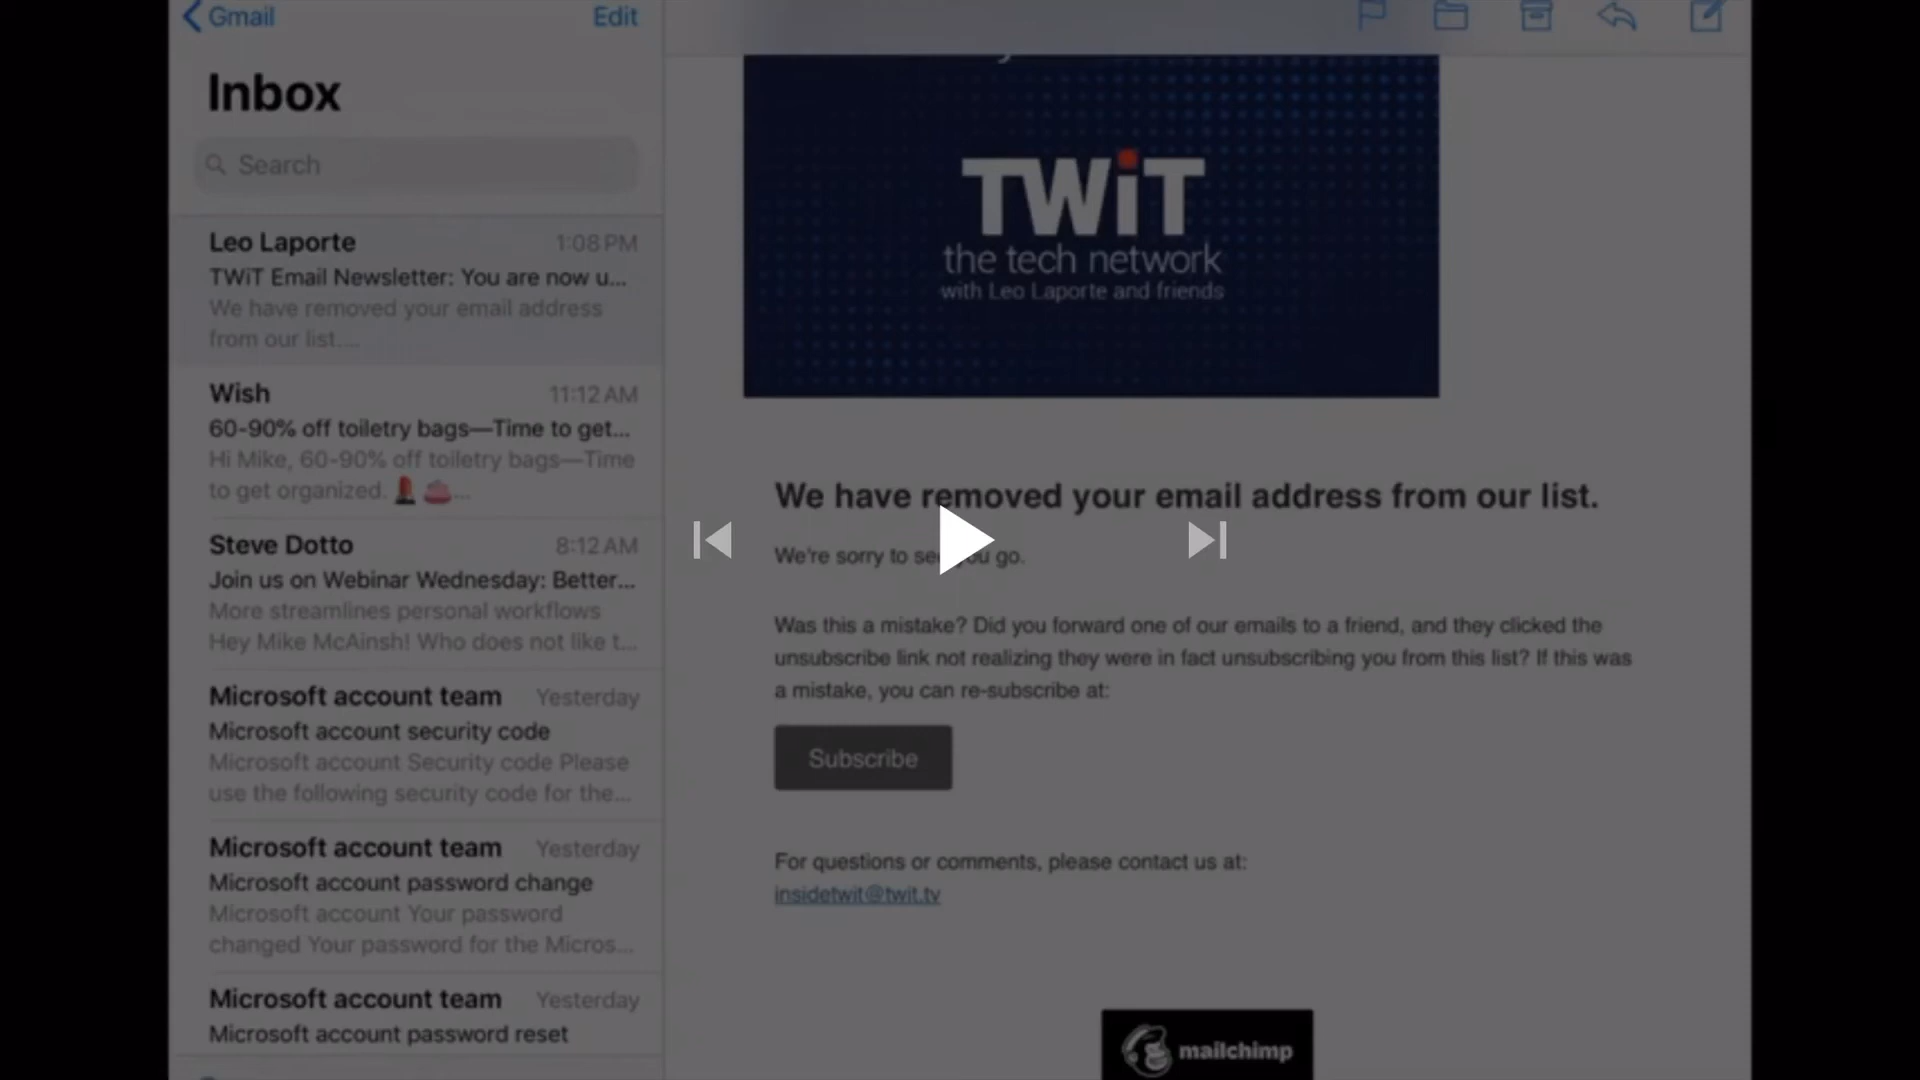 Gmail
Edit
Inbox
Search
Leo Laporte 1:08 PM
TWiT Email Newsletter: You are now u...
We have removed your email address
from our list....
Wish 11:12 AM
60-90% off toiletry bags—Time to get...
Hi Mike, 60-90% off toiletry bags—Time
to get organized. 💄 👛...
Steve Dotto 8:12 AM
Join us on Webinar Wednesday: Better...
More streamlines personal workflows
Hey Mike McAinsh! Who does not like t...
Microsoft account team Yesterday
Microsoft account security code
Microsoft account Security code Please
use the following security code for the...
Microsoft account team Yesterday
Microsoft account password change
Microsoft account Your password
changed Your password for the Micros...
Microsoft account team Yesterday
Microsoft account password reset
TWiT
the tech network
with Leo Laporte and friends
We have removed your email address from our list.
We're sorry to see you go.
Was this a mistake? Did you forward one of our emails to a friend, and they clicked the
unsubscribe link not realizing they were in fact unsubscribing you from this list? If this was
a mistake, you can re-subscribe at:
Subscribe
For questions or comments, please contact us at:
insidetwit@twit.tv
mailchimp